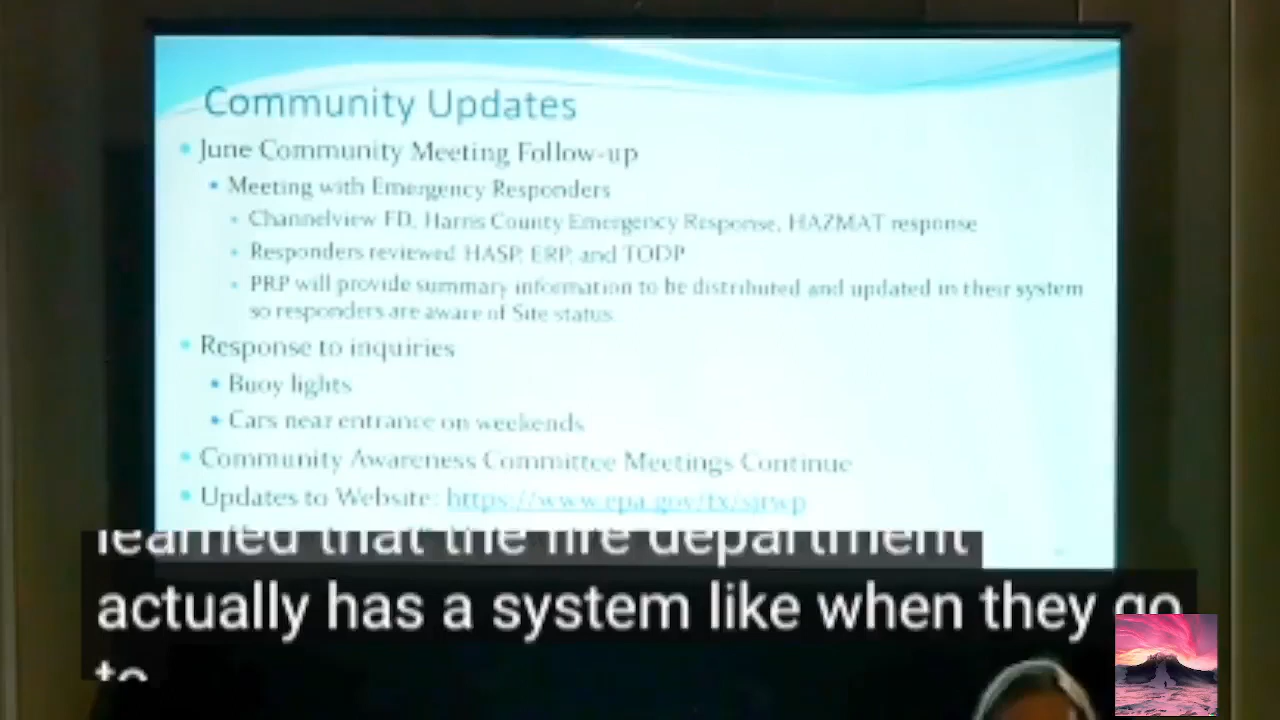 Community Updates
• June Community Meeting Follow-up
• Meeting with Emergency Responders
• Channelview FD, Harris County Emergency Response, HAZMAT response
• Responders reviewed HASP, ERP, and TODP
• PRP will provide summary information to be distributed and updated in their system
so responders are aware of Site status
• Response to inquiries
• Buoy lights
• Cars near entrance on weekends
• Community Awareness Committee Meetings Continue
• Updates to Website: https://www.epa.gov/tx/sjrwp
learned that the fire department
actually has a system like when they go
to